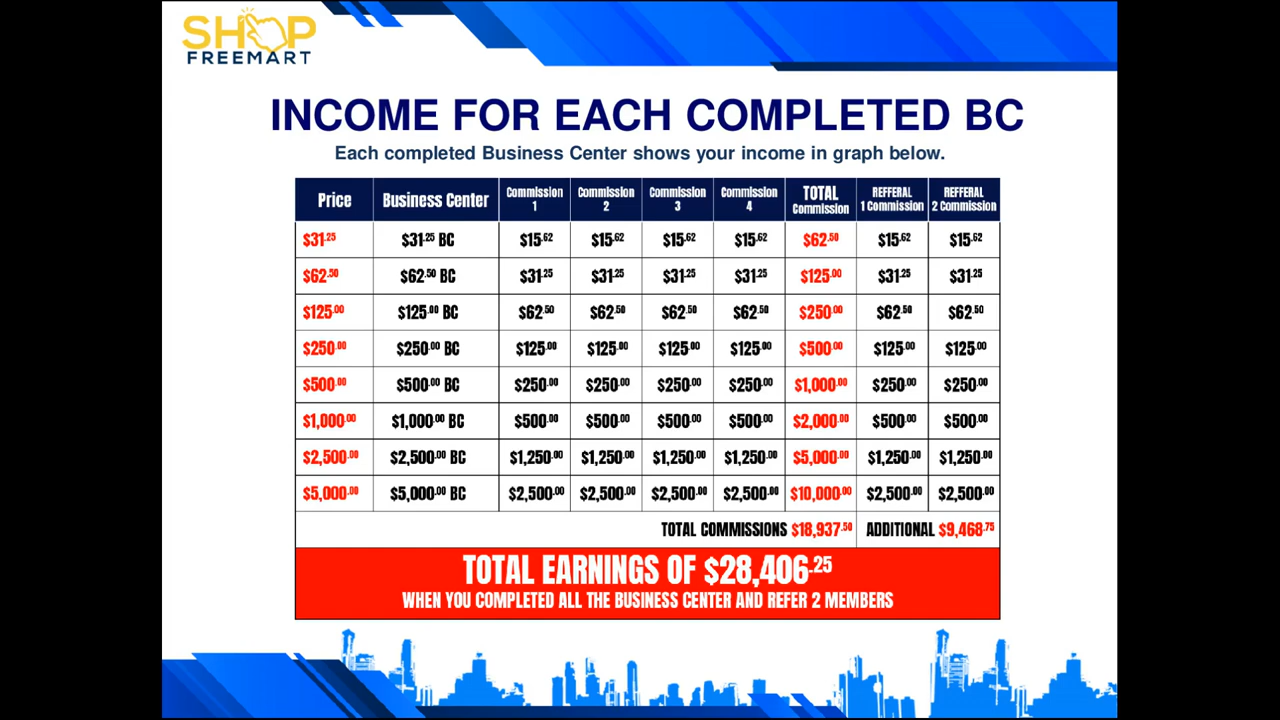 SHOP
FREEMART
INCOME FOR EACH COMPLETED BC
Each completed Business Center shows your income in graph below.
Price Business Center Commission 1 Commission 2 Commission 3 Commission 4 TOTAL Commission REFFERAL 1 Commission REFFERAL 2 Commission
$31.25 $31.25 BC $15.62 $15.62 $15.62 $15.62 $62.50 $15.62 $15.62
$62.50 $62.50 BC $31.25 $31.25 $31.25 $31.25 $125.00 $31.25 $31.25
$125.00 $125.00 BC $62.50 $62.50 $62.50 $62.50 $250.00 $62.50 $62.50
$250.00 $250.00 BC $125.00 $125.00 $125.00 $125.00 $500.00 $125.00 $125.00
$500.00 $500.00 BC $250.00 $250.00 $250.00 $250.00 $1,000.00 $250.00 $250.00
$1,000.00 $1,000.00 BC $500.00 $500.00 $500.00 $500.00 $2,000.00 $500.00 $500.00
$2,500.00 $2,500.00 BC $1,250.00 $1,250.00 $1,250.00 $1,250.00 $5,000.00 $1,250.00 $1,250.00
$5,000.00 $5,000.00 BC $2,500.00 $2,500.00 $2,500.00 $2,500.00 $10,000.00 $2,500.00 $2,500.00
TOTAL COMMISSIONS $18,937.50 ADDITIONAL $9,468.75
TOTAL EARNINGS OF $28,406.25
WHEN YOU COMPLETED ALL THE BUSINESS CENTER AND REFER 2 MEMBERS